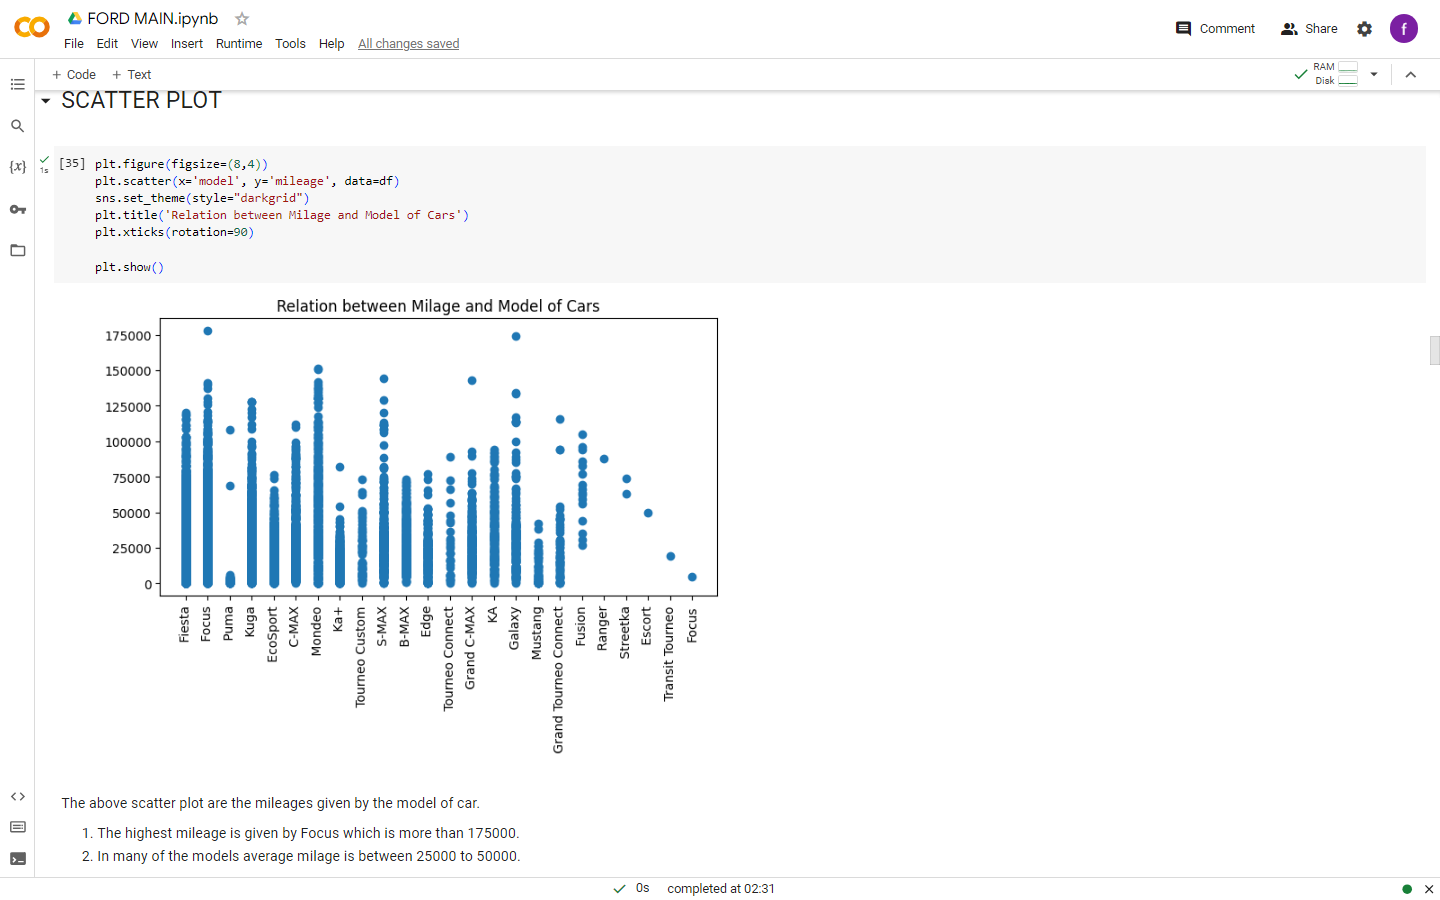 FORD MAIN.ipynb
File Edit View Insert Runtime Tools Help All changes saved
Comment Share f
+ Code + Text
RAM
Disk
SCATTER PLOT
{x}
1s
[35] plt.figure(figsize=(8,4))
plt.scatter(x='model', y='mileage', data=df)
sns.set_theme(style="darkgrid")
plt.title('Relation between Milage and Model of Cars')
plt.xticks(rotation=90)
plt.show()
Relation between Milage and Model of Cars
175000
150000
125000
100000
75000
50000
25000
0
Fiesta
Focus
Puma
Kuga
EcoSport
C-MAX
Mondeo
Ka+
Tourneo Custom
S-MAX
B-MAX
Edge
Tourneo Connect
Grand C-MAX
KA
Galaxy
Mustang
Grand Tourneo Connect
Fusion
Ranger
Streetka
Escort
Transit Tourneo
Focus
The above scatter plot are the mileages given by the model of car.
1. The highest mileage is given by Focus which is more than 175000.
2. In many of the models average milage is between 25000 to 50000.
0s completed at 02:31